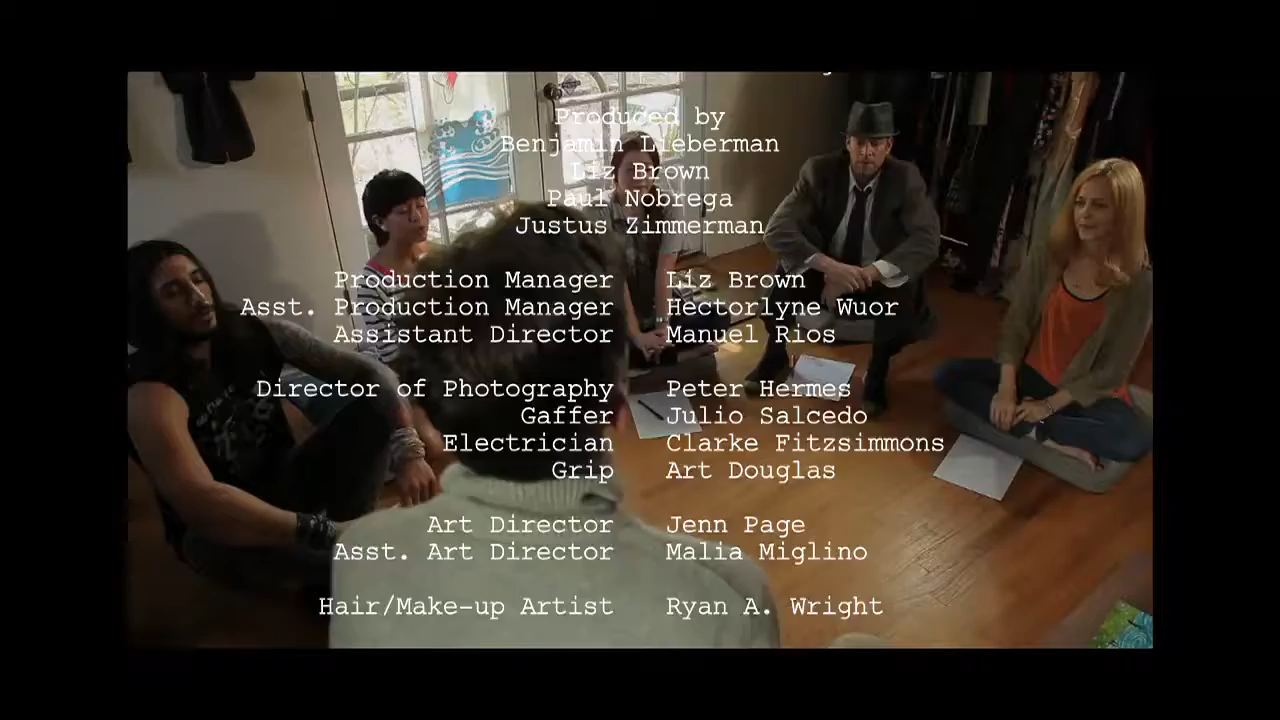 Produced by
Benjamin Lieberman
Liz Brown
Paul Nobrega
Justus Zimmerman
Production Manager Liz Brown
Asst. Production Manager Hectorlyne Wuor
Assistant Director Manuel Rios
Director of Photography Peter Hermes
Gaffer Julio Salcedo
Electrician Clarke Fitzsimmons
Grip Art Douglas
Art Director Jenn Page
Asst. Art Director Malia Miglino
Hair/Make-up Artist Ryan A. Wright